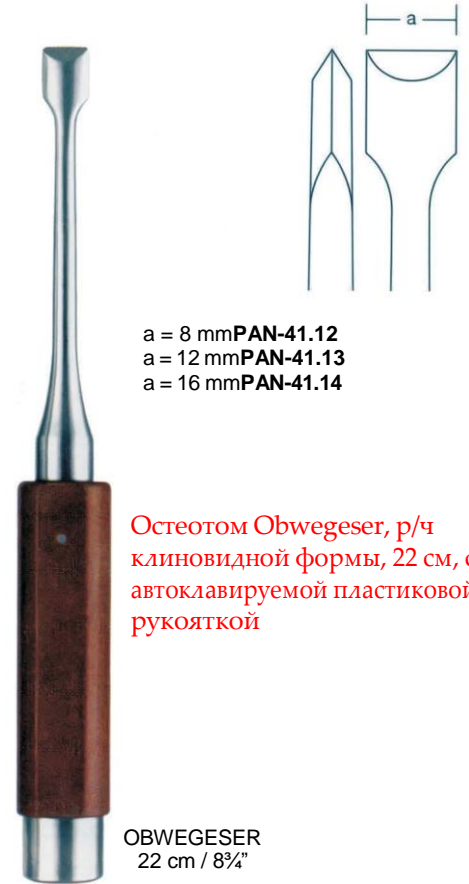 a
a = 8 mmPAN-41.12
a = 12 mmPAN-41.13
a = 16 mmPAN-41.14
Остеотом Obwegeser, р/ч
клиновидной формы, 22 см, с
автоклавируемой пластиковой
рукояткой
OBWEGESER
22 cm / 8¾”